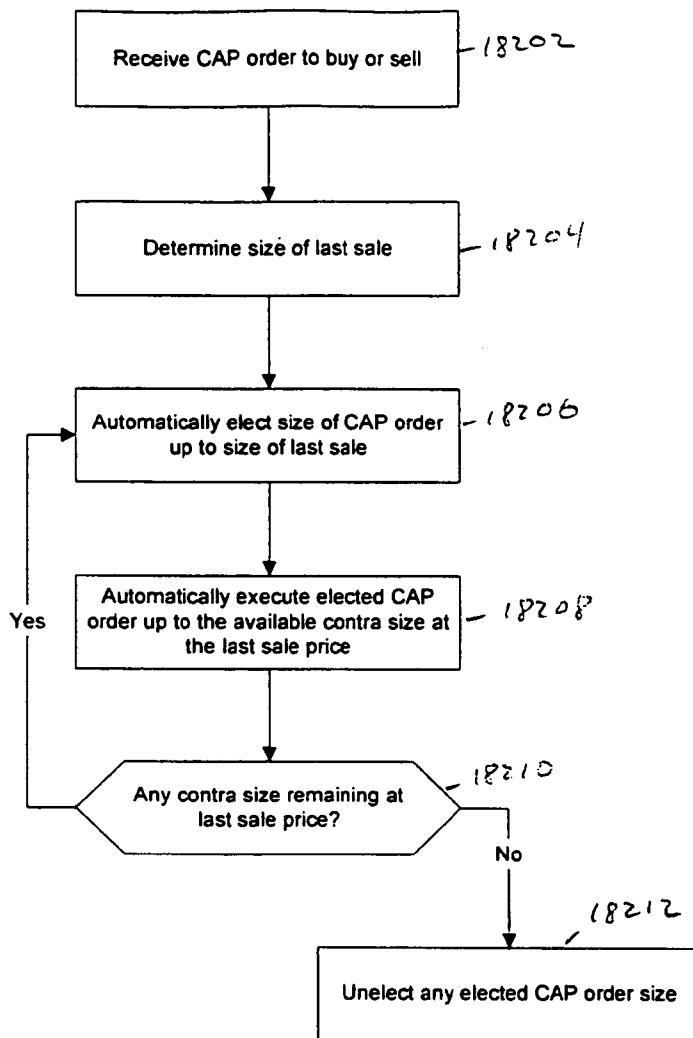 Receive CAP order to buy or sell
18202
Determine size of last sale
18204
Automatically elect size of CAP order
up to size of last sale
18206
Automatically execute elected CAP
order up to the available contra size at
the last sale price
18208
Yes
Any contra size remaining at
last sale price?
18210
No
18212
Unelect any elected CAP order size